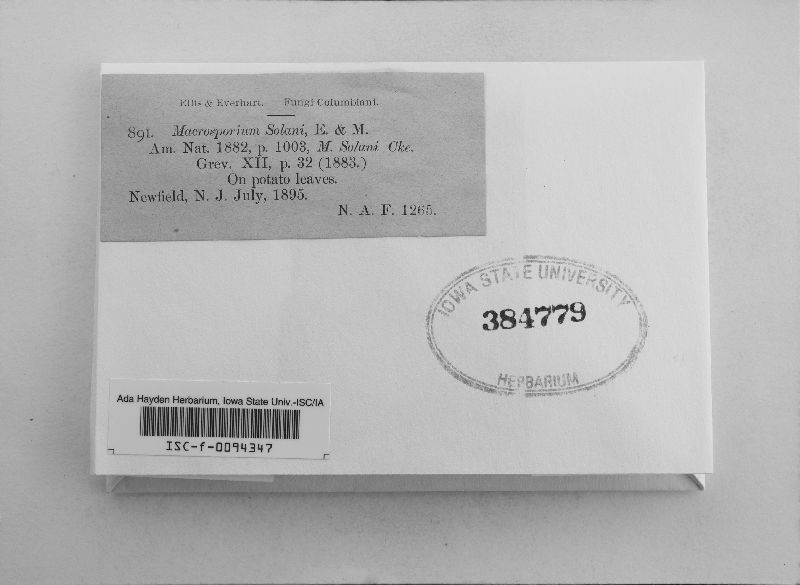 Ellis & Everhart. Fungi Columbiani.
891. Macrosporium Solani, E. & M.
Am. Nat. 1882, p. 1003, M. Solani Cke.
Grev. XII, p. 32 (1883.)
On potato leaves.
Newfield, N. J. July, 1895.
N. A. F. 1265.
IOWA STATE UNIVERSITY
384779
HERBARIUM
Ada Hayden Herbarium, Iowa State Univ.-ISC/IA
ISC-f-0094347